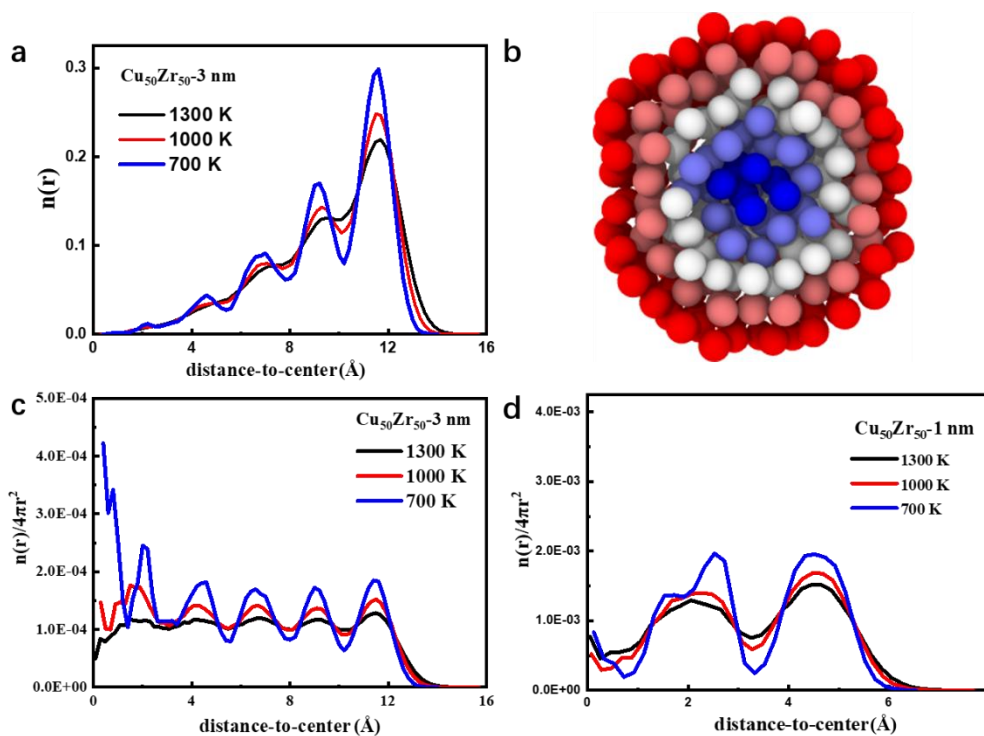 a
Cu₅₀Zr₅₀-3 nm
1300 K
1000 K
700 K
n(r)
0.3
0.2
0.1
0.0
0 4 8 12 16
distance-to-center(Å)
b
c
Cu₅₀Zr₅₀-3 nm
1300 K
1000 K
700 K
n(r)/4πr²
5.0E-04
4.0E-04
3.0E-04
2.0E-04
1.0E-04
0.0E+00
0 4 8 12 16
distance-to-center(Å)
d
Cu₅₀Zr₅₀-1 nm
1300 K
1000 K
700 K
n(r)/4πr²
4.0E-03
3.0E-03
2.0E-03
1.0E-03
0.0E+00
0 2 4 6
distance-to-center(Å)